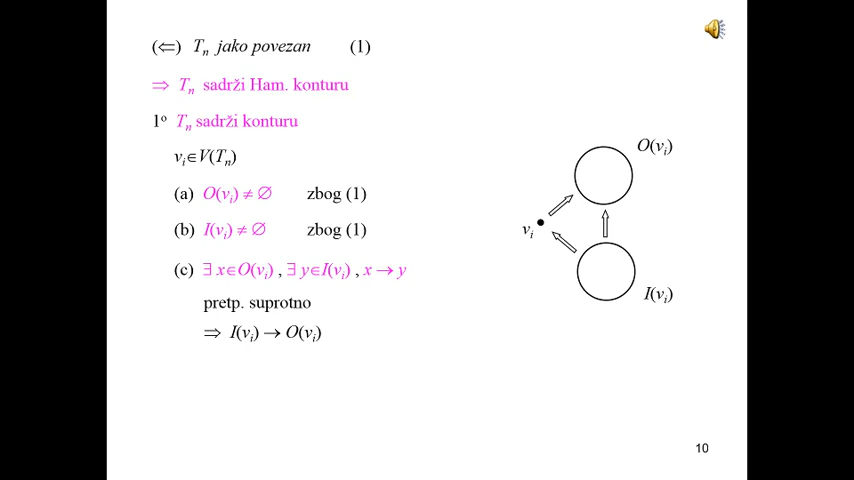 (⇐) Tn jako povezan (1)
⇒ Tn sadrži Ham. konturu
1º Tn sadrži konturu
vi∈V(Tn)
(a) O(vi) ≠ ∅ zbog (1)
(b) I(vi) ≠ ∅ zbog (1)
(c) ∃ x∈O(vi) , ∃ y∈I(vi) , x → y
pretp. suprotno
⇒ I(vi) → O(vi)
O(vi)
vi
I(vi)
10